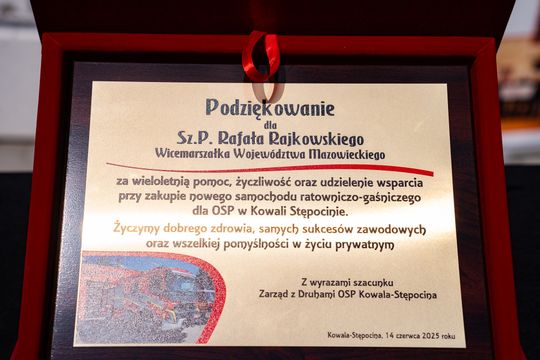 Podziękowanie
dla
Sz.P. Rafała Rajkowskiego
Wicemarszałka Województwa Mazowieckiego
za wieloletnią pomoc, życzliwość oraz udzielenie wsparcia
przy zakupie nowego samochodu ratowniczo-gaśniczego
dla OSP w Kowali Stępocinie.
Życzymy dobrego zdrowia, samych sukcesów zawodowych
oraz wszelkiej pomyślności w życiu prywatnym
Z wyrazami szacunku
Zarząd z Druhami OSP Kowala-Stępocina
Kowala-Stępocina, 14 czerwca 2025 roku